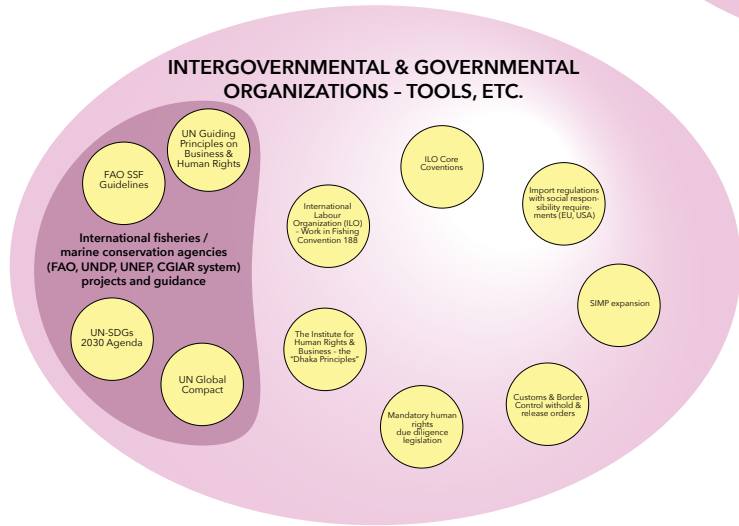 INTERGOVERNMENTAL & GOVERNMENTAL
ORGANIZATIONS – TOOLS, ETC.
UN Guiding
Principles on
Business &
Human Rights
FAO SSF
Guidelines
International fisheries /
marine conservation agencies
(FAO, UNDP, UNEP, CGIAR system)
projects and guidance
UN-SDGs
2030 Agenda
UN Global
Compact
International
Labour
Organization (ILO)
– Work in Fishing
Convention 188
The Institute for
Human Rights &
Business – the
"Dhaka Principles"
ILO Core
Coventions
Import regulations
with social respon-
sibility require-
ments (EU, USA)
SIMP expansion
Customs & Border
Control withold &
release orders
Mandatory human
rights
due diligence
legislation